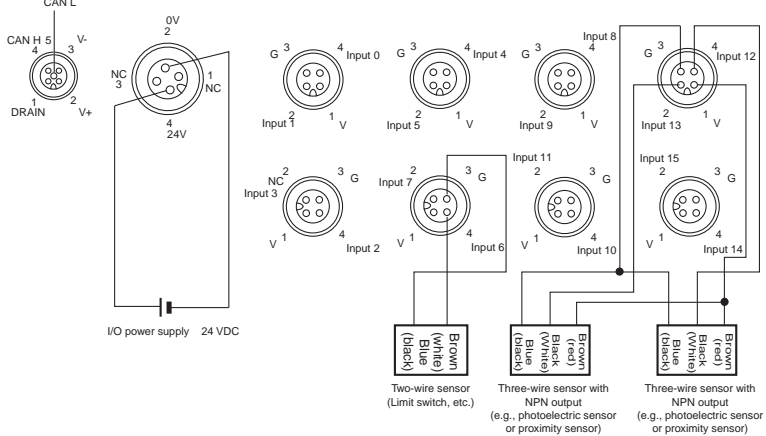 CAN L
CAN H 5
4
3
V-
1
DRAIN
2
V+
0V
2
NC
3
1
NC
4
24V
I/O power supply 24 VDC
G 3
4 Input 0
2
Input 1
1 V
4 Input 4
G 3
2
Input 5
1 V
G 3
4
Input 8
2
Input 9
1 V
G 3
4
Input 12
2
Input 13
1 V
2
NC
Input 3
3 G
V 1
4
Input 2
2
Input 7
3 G
V 1
4
Input 6
Input 11
2
3 G
V 1
4
Input 10
Input 15
2
3 G
V 1
4
Input 14
Brown
(white)
Blue
(black)
Two-wire sensor
(Limit switch, etc.)
Brown
(red)
Black
(White)
Blue
(black)
Three-wire sensor with
NPN output
(e.g., photoelectric sensor
or proximity sensor)
Brown
(red)
Black
(White)
Blue
(black)
Three-wire sensor with
NPN output
(e.g., photoelectric sensor
or proximity sensor)